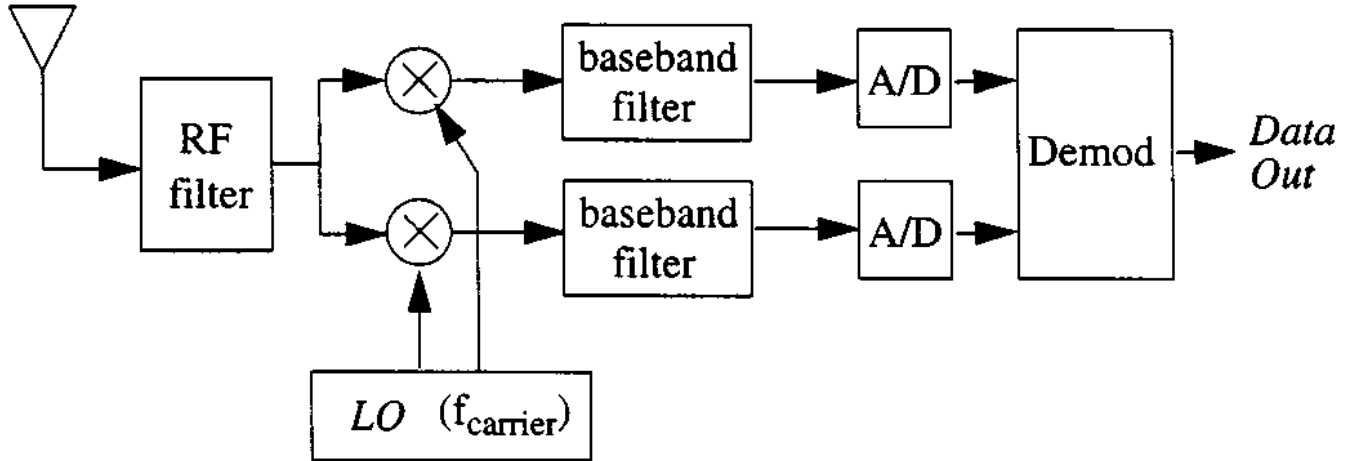 RF
filter
baseband
filter
A/D
baseband
filter
A/D
Demod
Data
Out
LO (fcarrier)